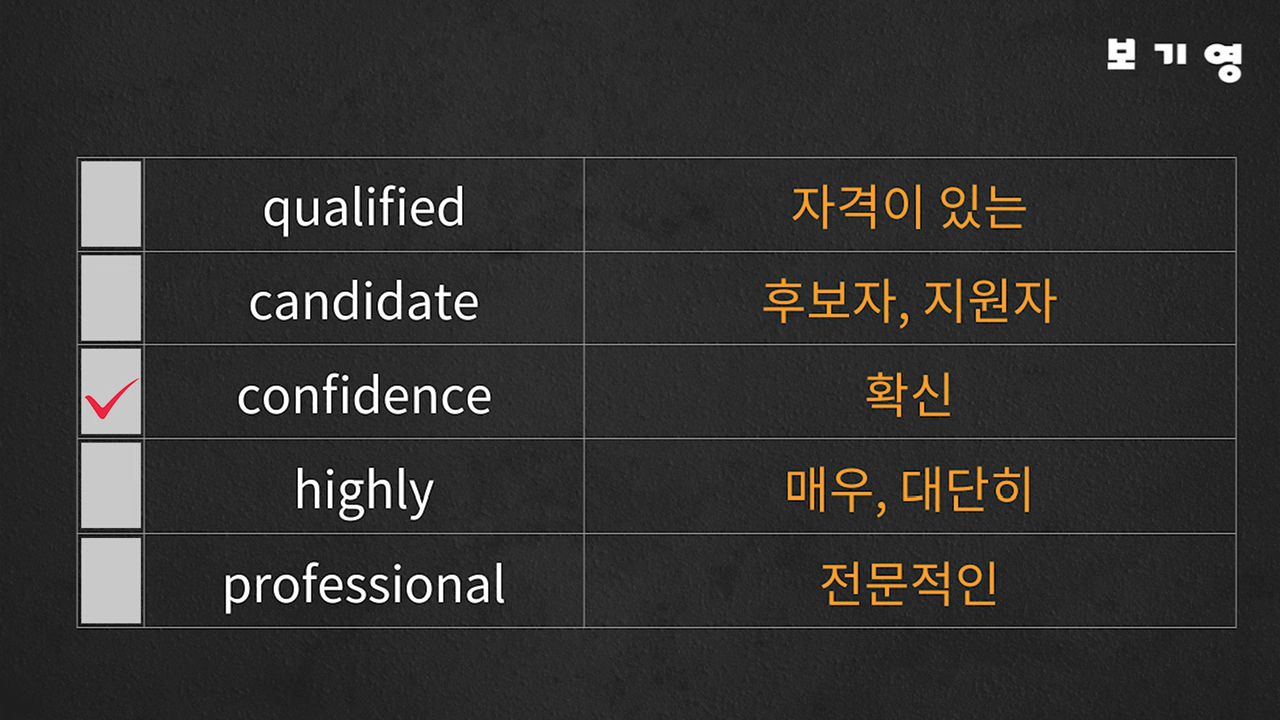 보기영
qualified 자격이 있는
candidate 후보자, 지원자
confidence 확신
highly 매우, 대단히
professional 전문적인